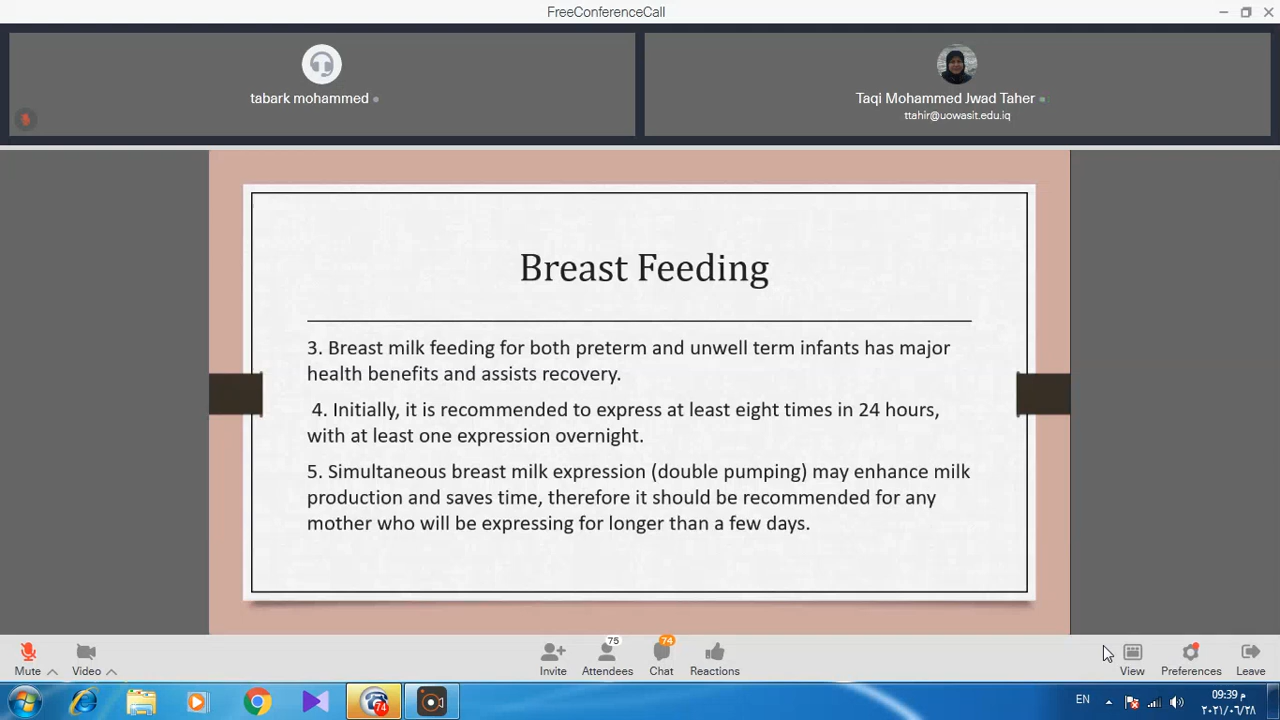 FreeConferenceCall
tabark mohammed
Taqi Mohammed Jwad Taher
ttahir@uowasit.edu.iq
Breast Feeding
3. Breast milk feeding for both preterm and unwell term infants has major
health benefits and assists recovery.
4. Initially, it is recommended to express at least eight times in 24 hours,
with at least one expression overnight.
5. Simultaneous breast milk expression (double pumping) may enhance milk
production and saves time, therefore it should be recommended for any
mother who will be expressing for longer than a few days.
75
74
Mute
Video
Invite
Attendees
Chat
Reactions
View
Preferences
Leave
74
EN
09:39 م
٢٠٢١/٠٦/٢٨